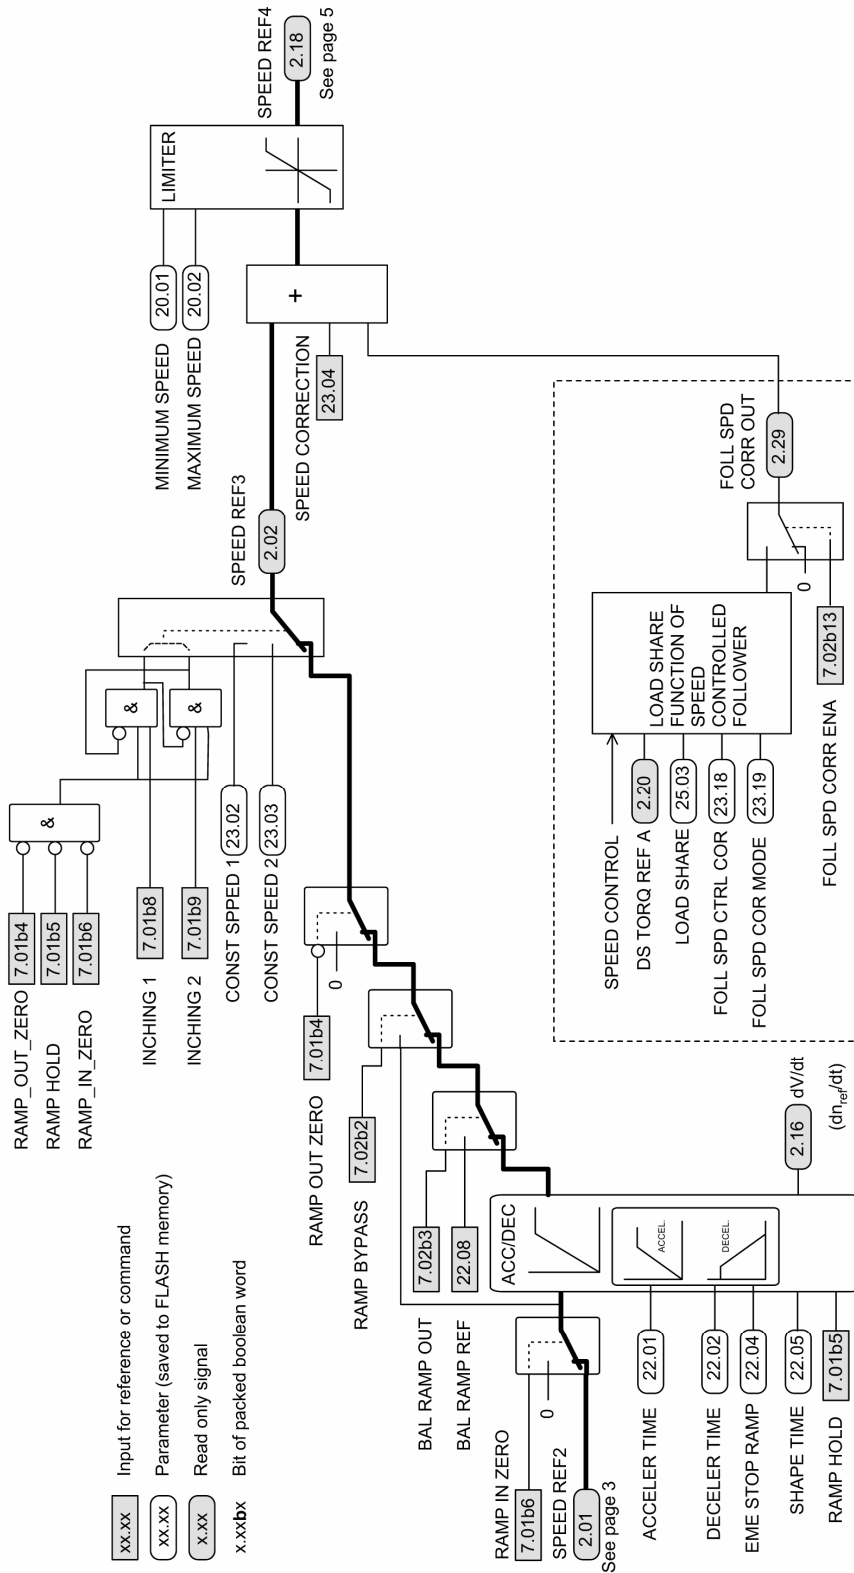 xx.xx Input for reference or command
xx.xx Parameter (saved to FLASH memory)
x.xx Read only signal
x.xxbx Bit of packed boolean word
RAMP_OUT_ZERO 7.01b4
RAMP HOLD 7.01b5
RAMP_IN_ZERO 7.01b6
&
INCHING 1 7.01b8
INCHING 2 7.01b9
&
&
CONST SPPED 1 23.02
CONST SPEED 2 23.03
RAMP OUT ZERO
7.01b4
0
RAMP BYPASS
7.02b2
BAL RAMP OUT
7.02b3
BAL RAMP REF
22.08
RAMP IN ZERO
7.01b6
0
SPEED REF2
2.01
See page 3
ACC/DEC
ACCEL.
DECEL.
ACCELER TIME 22.01
DECELER TIME 22.02
EME STOP RAMP 22.04
SHAPE TIME 22.05
RAMP HOLD 7.01b5
2.16 dV/dt
(dnref/dt)
SPEED REF3
2.02
MINIMUM SPEED 20.01
MAXIMUM SPEED 20.02
SPEED CORRECTION
23.04
+
LIMITER
SPEED REF4
2.18
See page 5
SPEED CONTROL
DS TORQ REF A 2.20
LOAD SHARE 25.03
FOLL SPD CTRL COR 23.18
FOLL SPD COR MODE 23.19
LOAD SHARE
FUNCTION OF
SPEED
CONTROLLED
FOLLOWER
FOLL SPD CORR ENA
7.02b13
0
FOLL SPD
CORR OUT
2.29